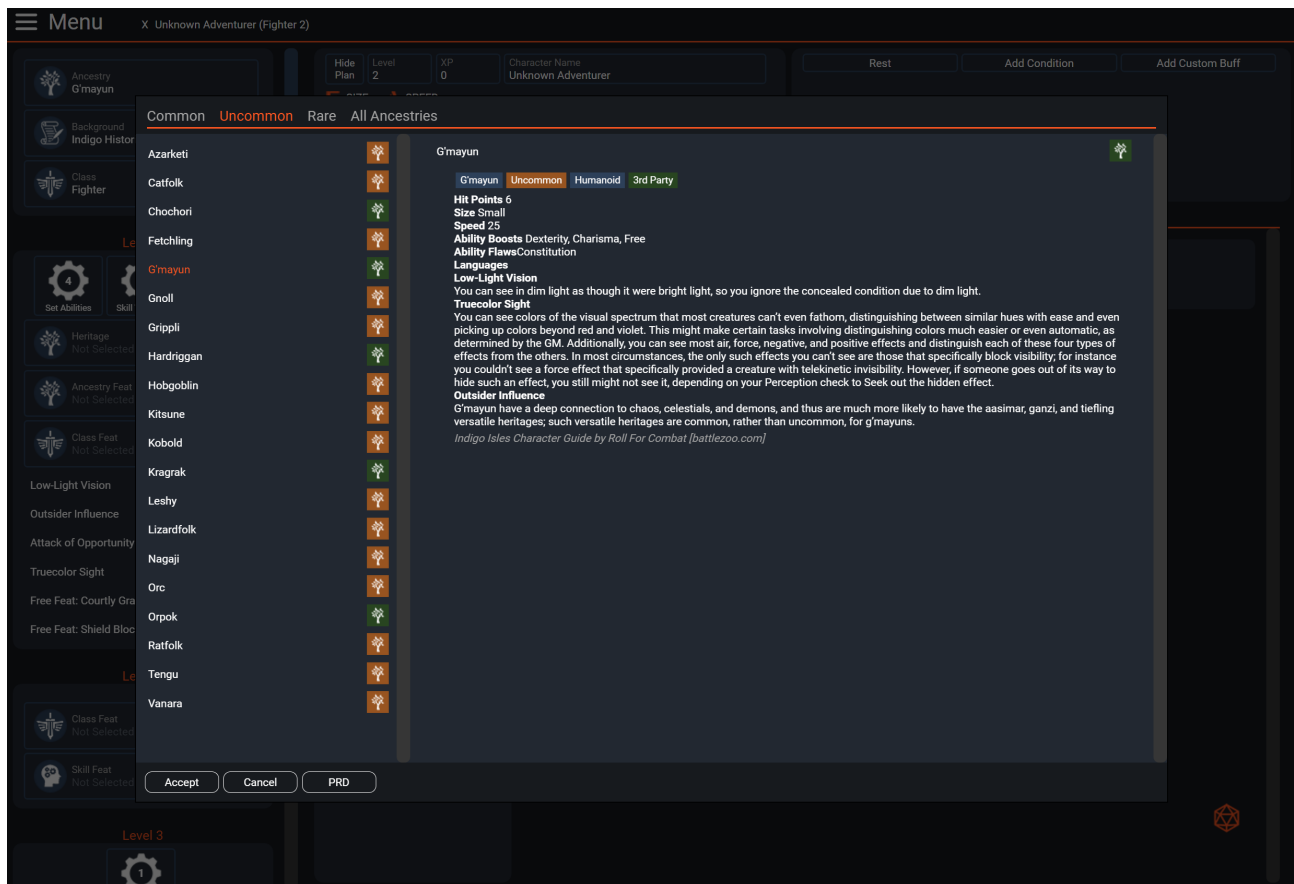 Menu
X Unknown Adventurer (Fighter 2)
Ancestry
G'mayun
Background
Indigo Histor
Class
Fighter
Hide
Plan
Level
2
XP
0
Character Name
Unknown Adventurer
SIZE
SPEED
Rest
Add Condition
Add Custom Buff
Le
4
Set Abilities
Skill
Heritage
Not Selected
Ancestry Feat
Not Selected
Class Feat
Not Selected
Low-Light Vision
Outsider Influence
Attack of Opportunity
Truecolor Sight
Free Feat: Courtly Gra
Free Feat: Shield Bloc
Le
Class Feat
Not Selected
Skill Feat
Not Selected
Level 3
1
Common Uncommon Rare All Ancestries
Azarketi
Catfolk
Chochori
Fetchling
G'mayun
Gnoll
Grippli
Hardriggan
Hobgoblin
Kitsune
Kobold
Kragrak
Leshy
Lizardfolk
Nagaji
Orc
Orpok
Ratfolk
Tengu
Vanara
G'mayun
G'mayun Uncommon Humanoid 3rd Party
Hit Points 6
Size Small
Speed 25
Ability Boosts Dexterity, Charisma, Free
Ability FlawsConstitution
Languages
Low-Light Vision
You can see in dim light as though it were bright light, so you ignore the concealed condition due to dim light.
Truecolor Sight
You can see colors of the visual spectrum that most creatures can't even fathom, distinguishing between similar hues with ease and even
picking up colors beyond red and violet. This might make certain tasks involving distinguishing colors much easier or even automatic, as
determined by the GM. Additionally, you can see most air, force, negative, and positive effects and distinguish each of these four types of
effects from the others. In most circumstances, the only such effects you can't see are those that specifically block visibility; for instance
you couldn't see a force effect that specifically provided a creature with telekinetic invisibility. However, if someone goes out of its way to
hide such an effect, you still might not see it, depending on your Perception check to Seek out the hidden effect.
Outsider Influence
G'mayun have a deep connection to chaos, celestials, and demons, and thus are much more likely to have the aasimar, ganzi, and tiefling
versatile heritages; such versatile heritages are common, rather than uncommon, for g'mayuns.
Indigo Isles Character Guide by Roll For Combat [battlezoo.com]
Accept
Cancel
PRD